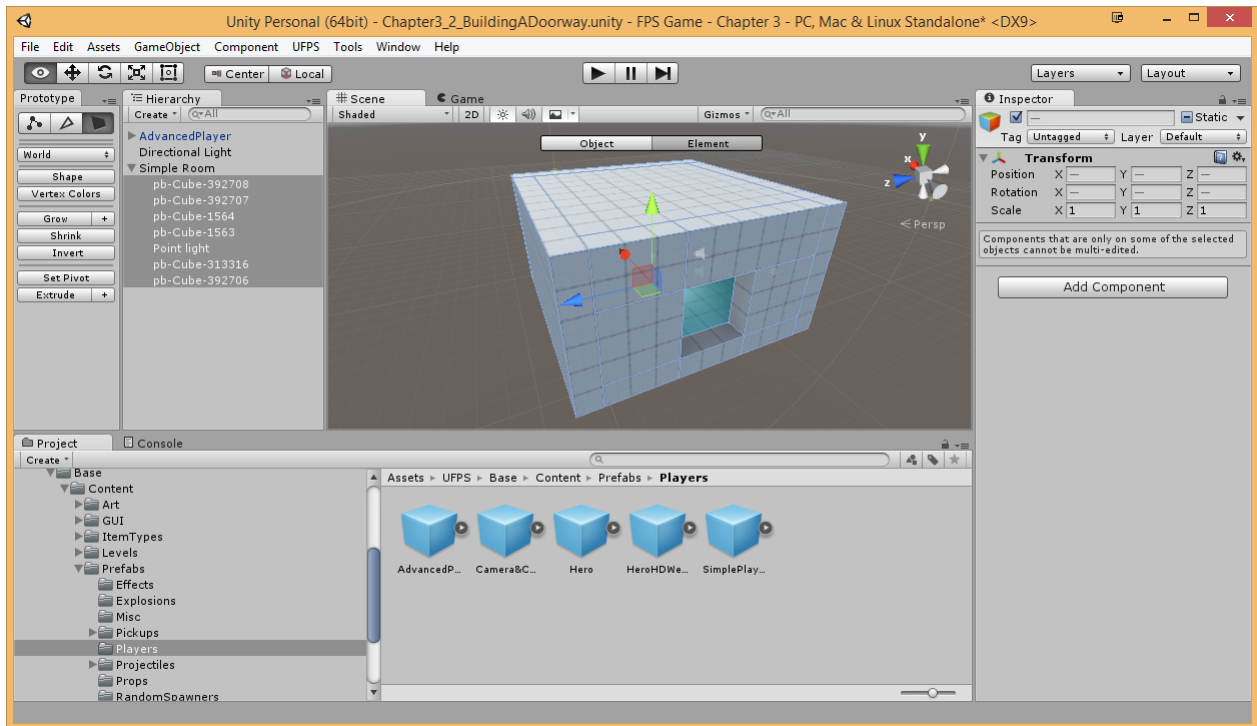 Unity Personal (64bit) - Chapter3_2_BuildingADoorway.unity - FPS Game - Chapter 3 - PC, Mac & Linux Standalone* <DX9>
File Edit Assets GameObject Component UFPS Tools Window Help
Center Local Layers Layout
Prototype
World
Shape
Vertex Colors
Grow +
Shrink
Invert
Set Pivot
Extrude +
Hierarchy
Create All
AdvancedPlayer
Directional Light
Simple Room
pb-Cube-392708
pb-Cube-392707
pb-Cube-1564
pb-Cube-1563
Point light
pb-Cube-313316
pb-Cube-392706
Scene Game
Shaded 2D Gizmos All
Object Element
y
x
z
Persp
Inspector
— Static
Tag Untagged Layer Default
Transform
Position X — Y — Z —
Rotation X — Y — Z —
Scale X 1 Y 1 Z 1
Components that are only on some of the selected
objects cannot be multi-edited.
Add Component
Project Console
Create
Base
Content
Art
GUI
ItemTypes
Levels
Prefabs
Effects
Explosions
Misc
Pickups
Players
Projectiles
Props
RandomSpawners
Assets UFPS Base Content Prefabs Players
AdvancedP... Camera&C... Hero HeroHDWe... SimplePlay...